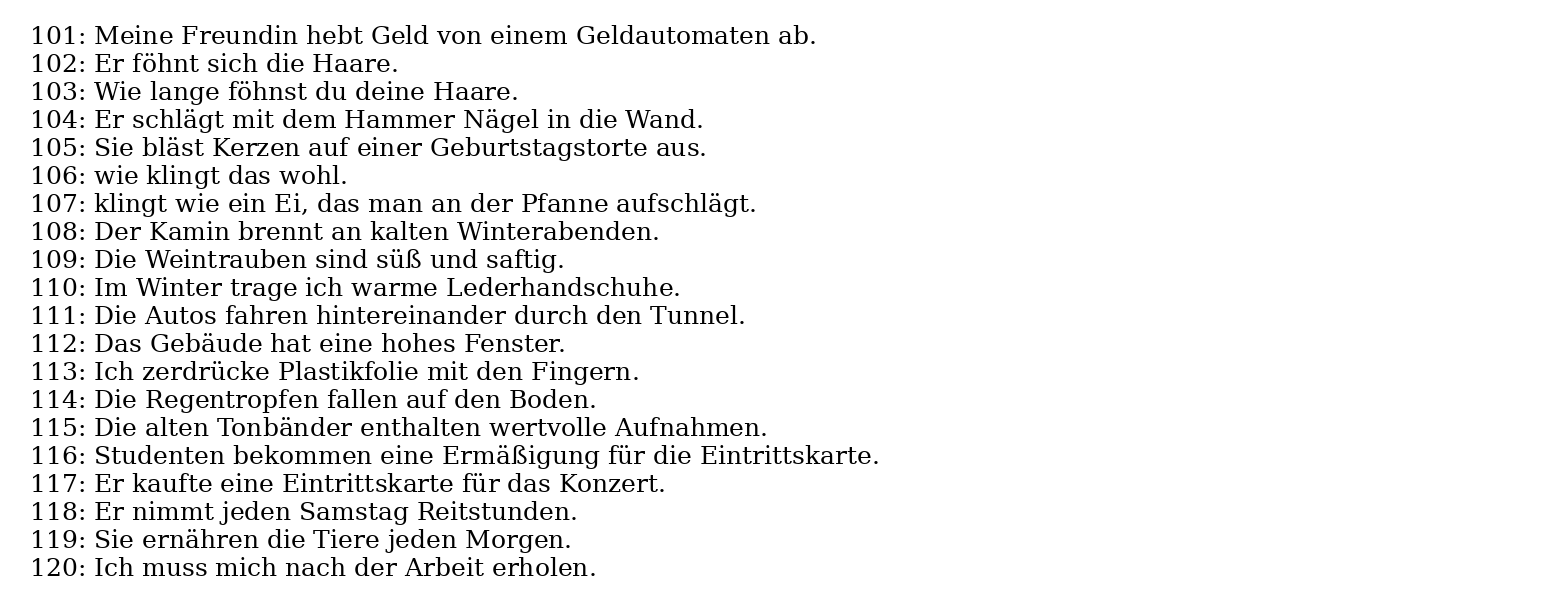 101: Meine Freundin hebt Geld von einem Geldautomaten ab.
102: Er föhnt sich die Haare.
103: Wie lange föhnst du deine Haare.
104: Er schlägt mit dem Hammer Nägel in die Wand.
105: Sie bläst Kerzen auf einer Geburtstagstorte aus.
106: wie klingt das wohl.
107: klingt wie ein Ei, das man an der Pfanne aufschlägt.
108: Der Kamin brennt an kalten Winterabenden.
109: Die Weintrauben sind süß und saftig.
110: Im Winter trage ich warme Lederhandschuhe.
111: Die Autos fahren hintereinander durch den Tunnel.
112: Das Gebäude hat eine hohes Fenster.
113: Ich zerdrücke Plastikfolie mit den Fingern.
114: Die Regentropfen fallen auf den Boden.
115: Die alten Tonbänder enthalten wertvolle Aufnahmen.
116: Studenten bekommen eine Ermäßigung für die Eintrittskarte.
117: Er kaufte eine Eintrittskarte für das Konzert.
118: Er nimmt jeden Samstag Reitstunden.
119: Sie ernähren die Tiere jeden Morgen.
120: Ich muss mich nach der Arbeit erholen.